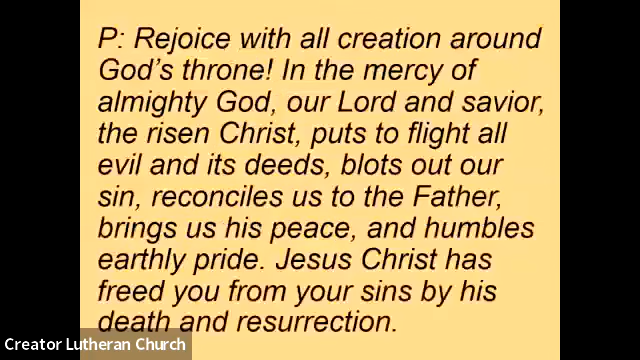 P: Rejoice with all creation around
God's throne! In the mercy of
almighty God, our Lord and savior,
the risen Christ, puts to flight all
evil and its deeds, blots out our
sin, reconciles us to the Father,
brings us his peace, and humbles
earthly pride. Jesus Christ has
freed you from your sins by his
death and resurrection.
Creator Lutheran Church